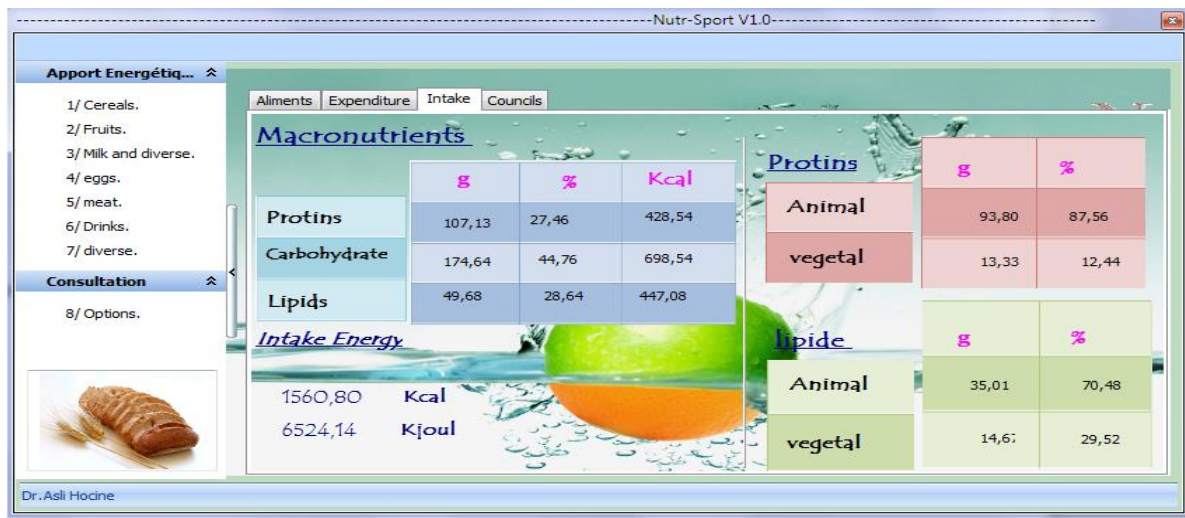 Nutr-Sport V1.0
Apport Energétiq...
1/ Cereals.
2/ Fruits.
3/ Milk and diverse.
4/ eggs.
5/ meat.
6/ Drinks.
7/ diverse.
Consultation
8/ Options.
Aliments Expenditure Intake Councils
Macronutrients
g % Kcal
Protins 107,13 27,46 428,54
Carbohydrate 174,64 44,76 698,54
Lipids 49,68 28,64 447,08
Intake Energy
1560,80 Kcal
6524,14 Kjoul
Protins
g %
Animal 93,80 87,56
vegetal 13,33 12,44
lipide
g %
Animal 35,01 70,48
vegetal 29,52
Dr.Asli Hocine